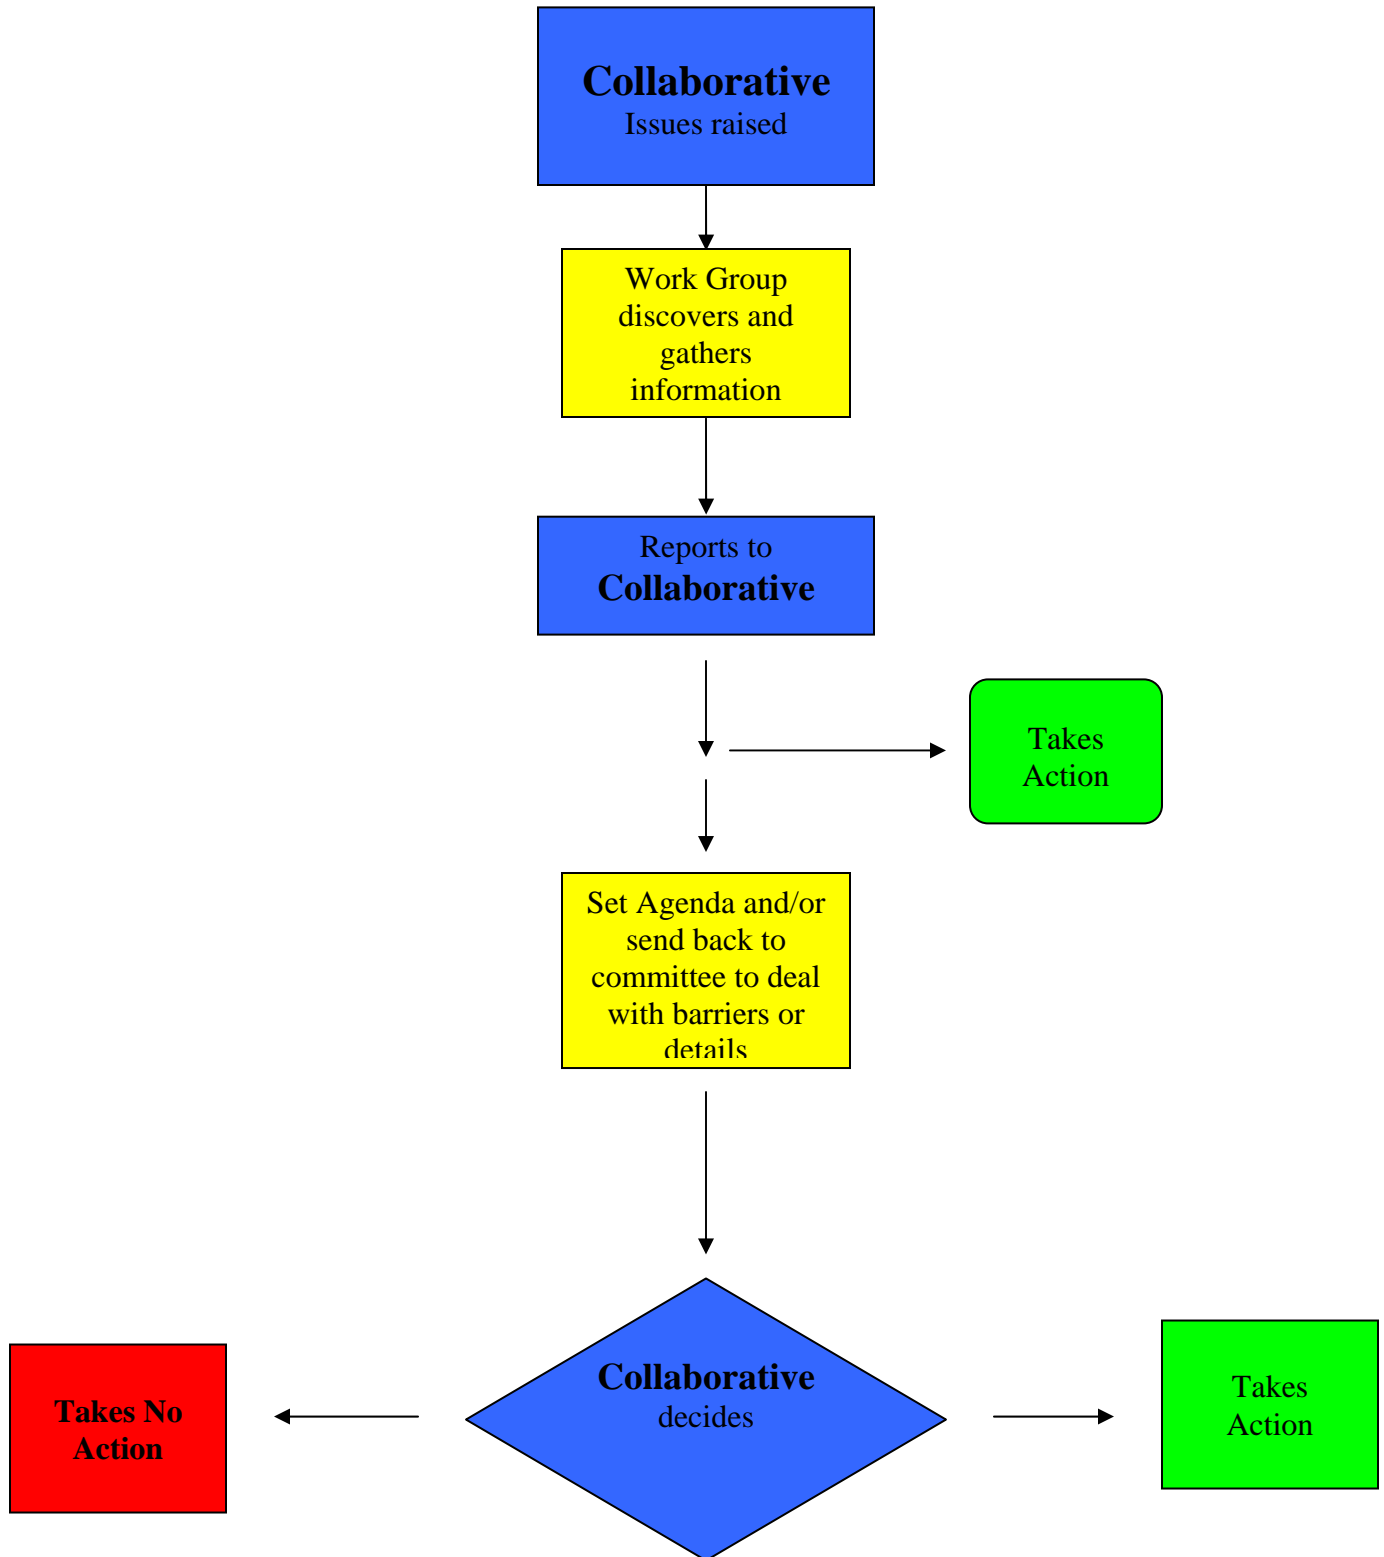 Collaborative
Issues raised
Work Group
discovers and
gathers
information
Reports to
Collaborative
Takes
Action
Set Agenda and/or
send back to
committee to deal
with barriers or
details
Collaborative
decides
Takes No
Action
Takes
Action